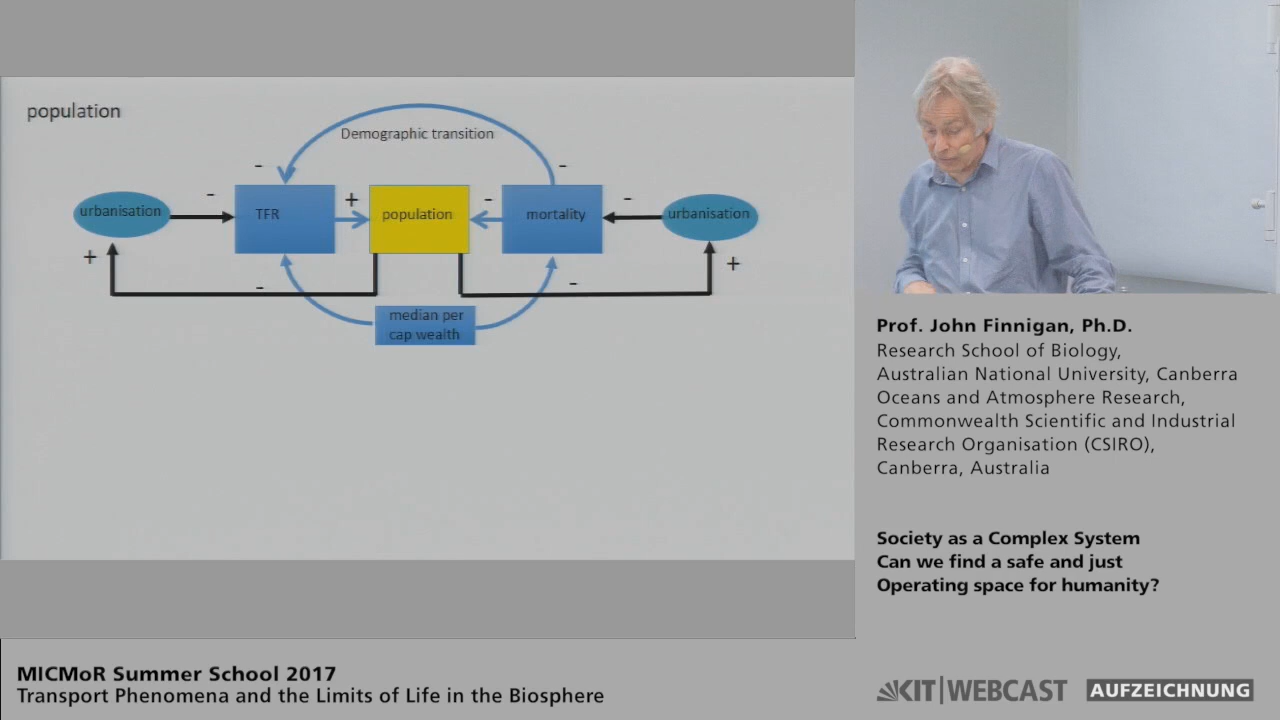 population
Demographic transition
-
-
urbanisation
-
TFR
+
population
-
mortality
-
urbanisation
+
-
-
+
median per
cap wealth
Prof. John Finnigan, Ph.D.
Research School of Biology,
Australian National University, Canberra
Oceans and Atmosphere Research,
Commonwealth Scientific and Industrial
Research Organisation (CSIRO),
Canberra, Australia
Society as a Complex System
Can we find a safe and just
Operating space for humanity?
MICMoR Summer School 2017
Transport Phenomena and the Limits of Life in the Biosphere
KIT|WEBCAST
AUFZEICHNUNG